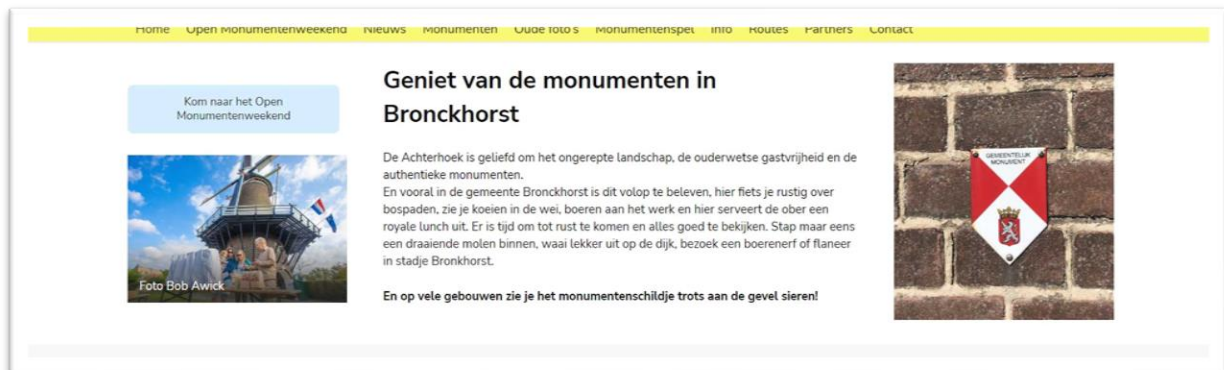 Home Open Monumentenweekend Nieuws Monumenten Oude foto's Monumentenspel Info Routes Partners Contact
Kom naar het Open
Monumentenweekend
Foto Bob Awick
Geniet van de monumenten in
Bronckhorst
De Achterhoek is geliefd om het ongerepte landschap, de ouderwetse gastvrijheid en de
authentieke monumenten.
En vooral in de gemeente Bronckhorst is dit volop te beleven, hier fiets je rustig over
bospaden, zie je koeien in de wei, boeren aan het werk en hier serveert de ober een
royale lunch uit. Er is tijd om tot rust te komen en alles goed te bekijken. Stap maar eens
een draaiende molen binnen, waai lekker uit op de dijk, bezoek een boerenerf of flaneer
in stadje Bronkhorst.
En op vele gebouwen zie je het monumentenschildje trots aan de gevel sieren!
GEMEENTELIJK
MONUMENT